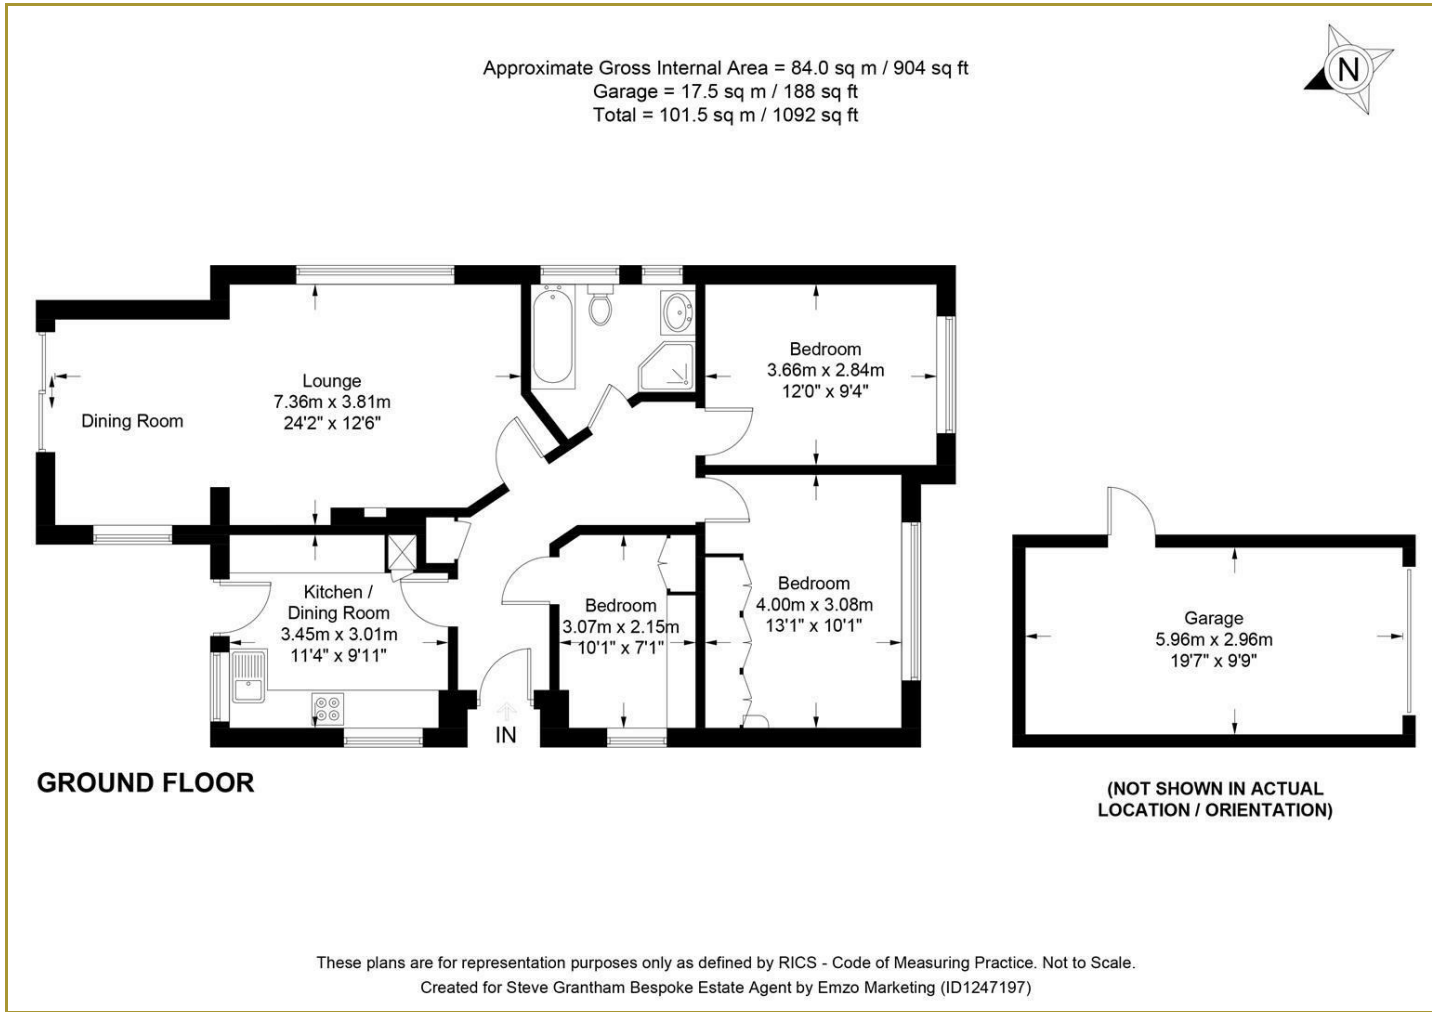 Approximate Gross Internal Area = 84.0 sq m / 904 sq ft
Garage = 17.5 sq m / 188 sq ft
Total = 101.5 sq m / 1092 sq ft
N
Lounge
7.36m x 3.81m
24'2" x 12'6"
Dining Room
Bedroom
3.66m x 2.84m
12'0" x 9'4"
Kitchen /
Dining Room
3.45m x 3.01m
11'4" x 9'11"
Bedroom
3.07m x 2.15m
10'1" x 7'1"
Bedroom
4.00m x 3.08m
13'1" x 10'1"
Garage
5.96m x 2.96m
19'7" x 9'9"
IN
GROUND FLOOR
(NOT SHOWN IN ACTUAL
LOCATION / ORIENTATION)
These plans are for representation purposes only as defined by RICS - Code of Measuring Practice. Not to Scale.
Created for Steve Grantham Bespoke Estate Agent by Emzo Marketing (ID1247197)